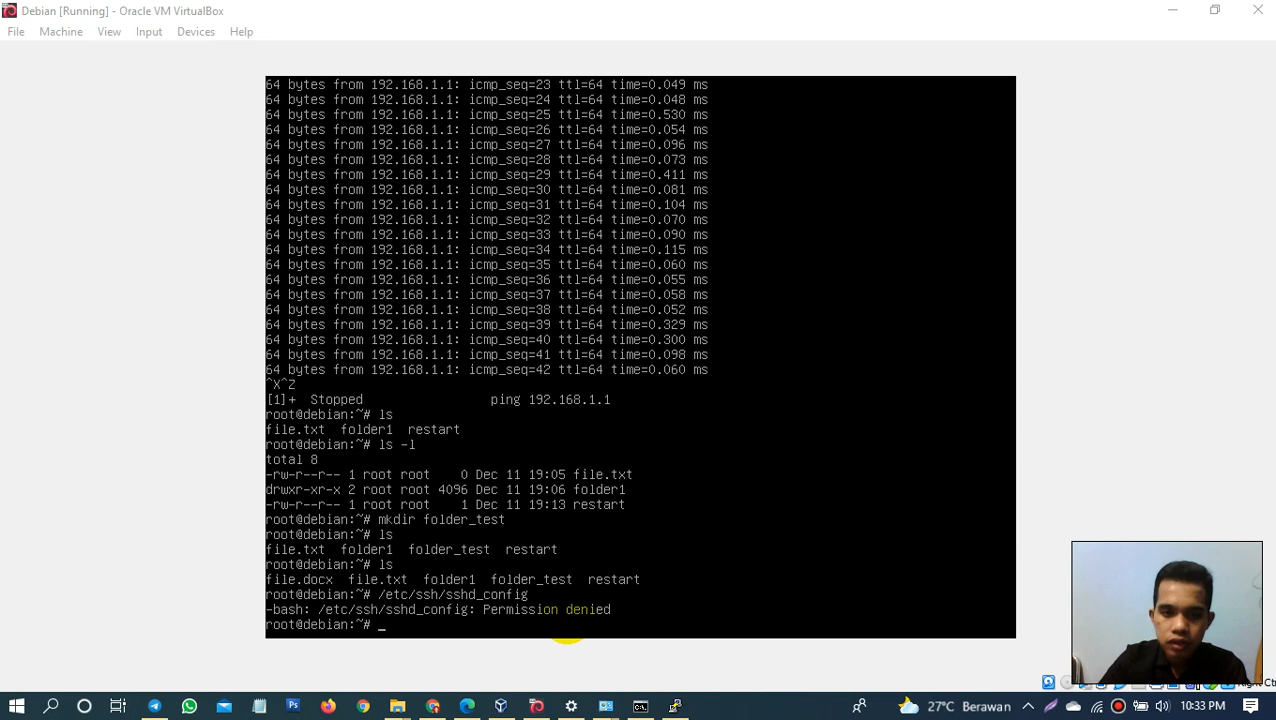 Debian [Running] - Oracle VM VirtualBox
File Machine View Input Devices Help
64 bytes from 192.168.1.1: icmp_seq=23 ttl=64 time=0.049 ms
64 bytes from 192.168.1.1: icmp_seq=24 ttl=64 time=0.048 ms
64 bytes from 192.168.1.1: icmp_seq=25 ttl=64 time=0.530 ms
64 bytes from 192.168.1.1: icmp_seq=26 ttl=64 time=0.054 ms
64 bytes from 192.168.1.1: icmp_seq=27 ttl=64 time=0.096 ms
64 bytes from 192.168.1.1: icmp_seq=28 ttl=64 time=0.073 ms
64 bytes from 192.168.1.1: icmp_seq=29 ttl=64 time=0.411 ms
64 bytes from 192.168.1.1: icmp_seq=30 ttl=64 time=0.081 ms
64 bytes from 192.168.1.1: icmp_seq=31 ttl=64 time=0.104 ms
64 bytes from 192.168.1.1: icmp_seq=32 ttl=64 time=0.070 ms
64 bytes from 192.168.1.1: icmp_seq=33 ttl=64 time=0.090 ms
64 bytes from 192.168.1.1: icmp_seq=34 ttl=64 time=0.115 ms
64 bytes from 192.168.1.1: icmp_seq=35 ttl=64 time=0.060 ms
64 bytes from 192.168.1.1: icmp_seq=36 ttl=64 time=0.055 ms
64 bytes from 192.168.1.1: icmp_seq=37 ttl=64 time=0.058 ms
64 bytes from 192.168.1.1: icmp_seq=38 ttl=64 time=0.052 ms
64 bytes from 192.168.1.1: icmp_seq=39 ttl=64 time=0.329 ms
64 bytes from 192.168.1.1: icmp_seq=40 ttl=64 time=0.300 ms
64 bytes from 192.168.1.1: icmp_seq=41 ttl=64 time=0.098 ms
64 bytes from 192.168.1.1: icmp_seq=42 ttl=64 time=0.060 ms
^X^Z
[1]+  Stopped                 ping 192.168.1.1
root@debian:~# ls
file.txt  folder1  restart
root@debian:~# ls -l
total 8
-rw-r--r-- 1 root root    0 Dec 11 19:05 file.txt
drwxr-xr-x 2 root root 4096 Dec 11 19:06 folder1
-rw-r--r-- 1 root root    1 Dec 11 19:13 restart
root@debian:~# mkdir folder_test
root@debian:~# ls
file.txt  folder1  folder_test  restart
root@debian:~# ls
file.docx  file.txt  folder1  folder_test  restart
root@debian:~# /etc/ssh/sshd_config
-bash: /etc/ssh/sshd_config: Permission denied
root@debian:~# _
27°C Berawan
10:33 PM